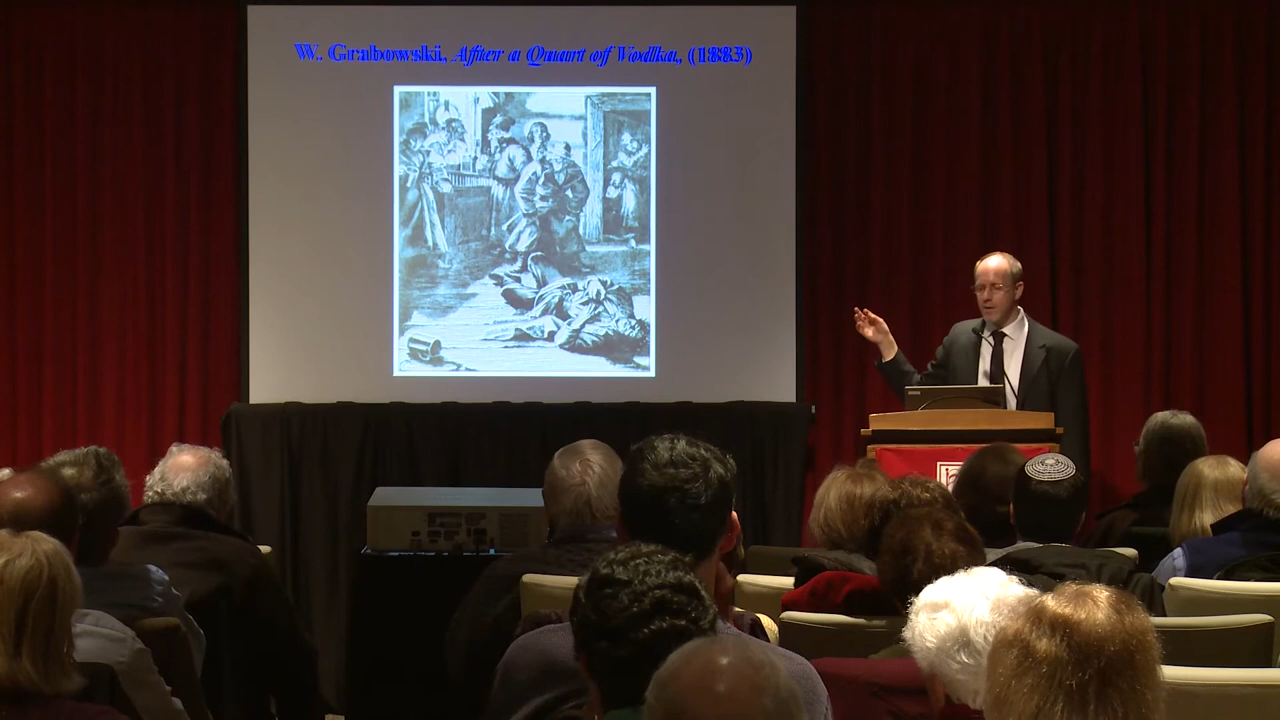 W. Grabowski, After a Quart of Vodka, (1883)